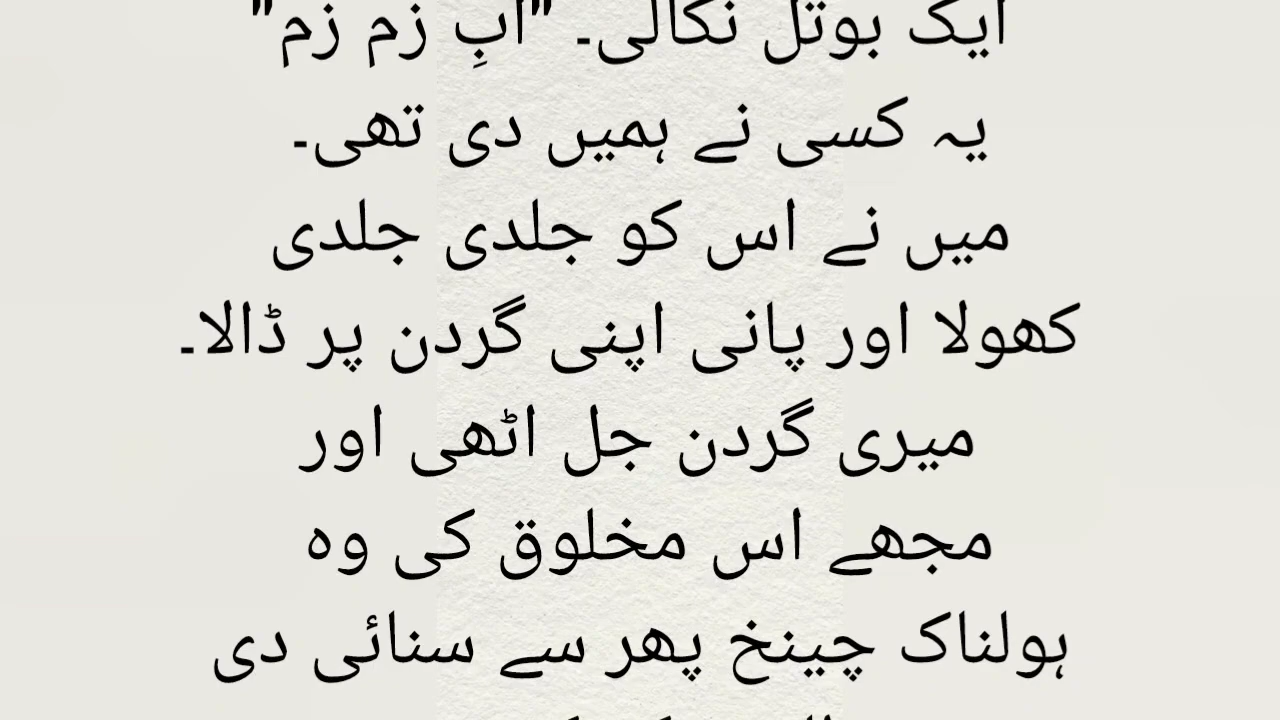 ایک بوتل نکالی۔ "آبِ زم زم"
یہ کسی نے ہمیں دی تھی۔
میں نے اس کو جلدی جلدی
کھولا اور پانی اپنی گردن پر ڈالا۔
میری گردن جل اٹھی اور
مجھے اس مخلوق کی وہ
ہولناک چینخ پھر سے سنائی دی